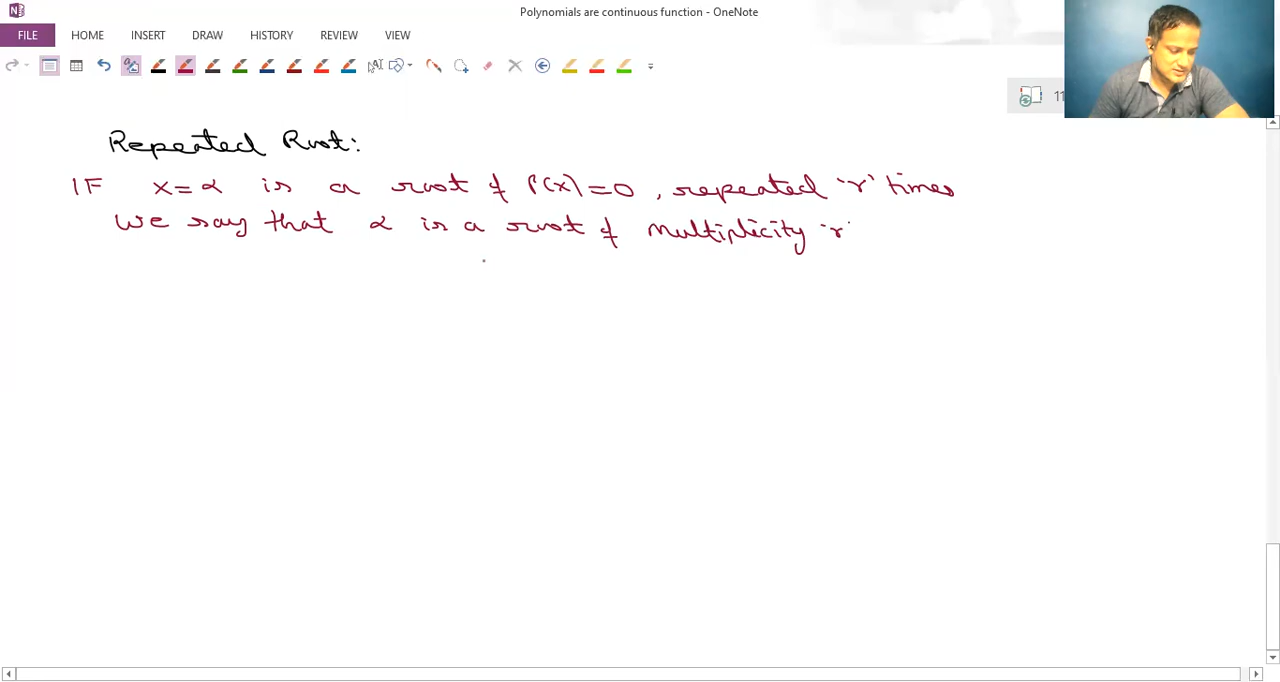 Polynomials are continuous function - OneNote
FILE HOME INSERT DRAW HISTORY REVIEW VIEW
11
Repeated Root:
IF x=α is a root of P(x)=0, repeated 'r' times
We say that α is a root of multiplicity 'r'